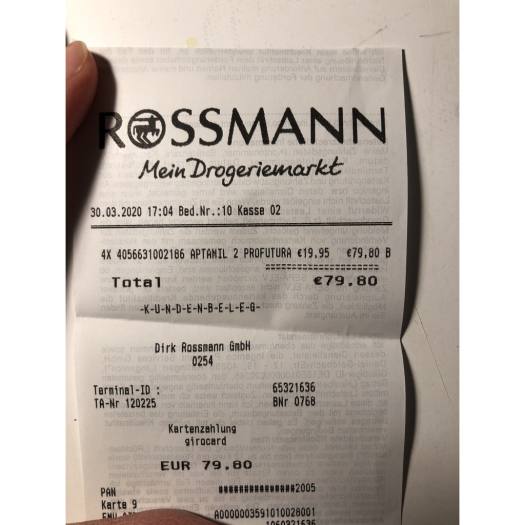 ROSSMANN
Mein Drogeriemarkt
30.03.2020 17:04 Bed.Nr.:10 Kasse 02
4X 4056631002186 APTAMIL 2 PROFUTURA €19.95 €79,80 B
======================
Total €79.80
-K-U-N-D-E-N-B-E-L-E-G-
Dirk Rossmann GmbH
0254
Terminal-ID : 65321636
TA-Nr 120225 BNr 0768
Kartenzahlung
girocard
EUR 79.80
PAN ###############2005
Karte 9
A0000003591010028001